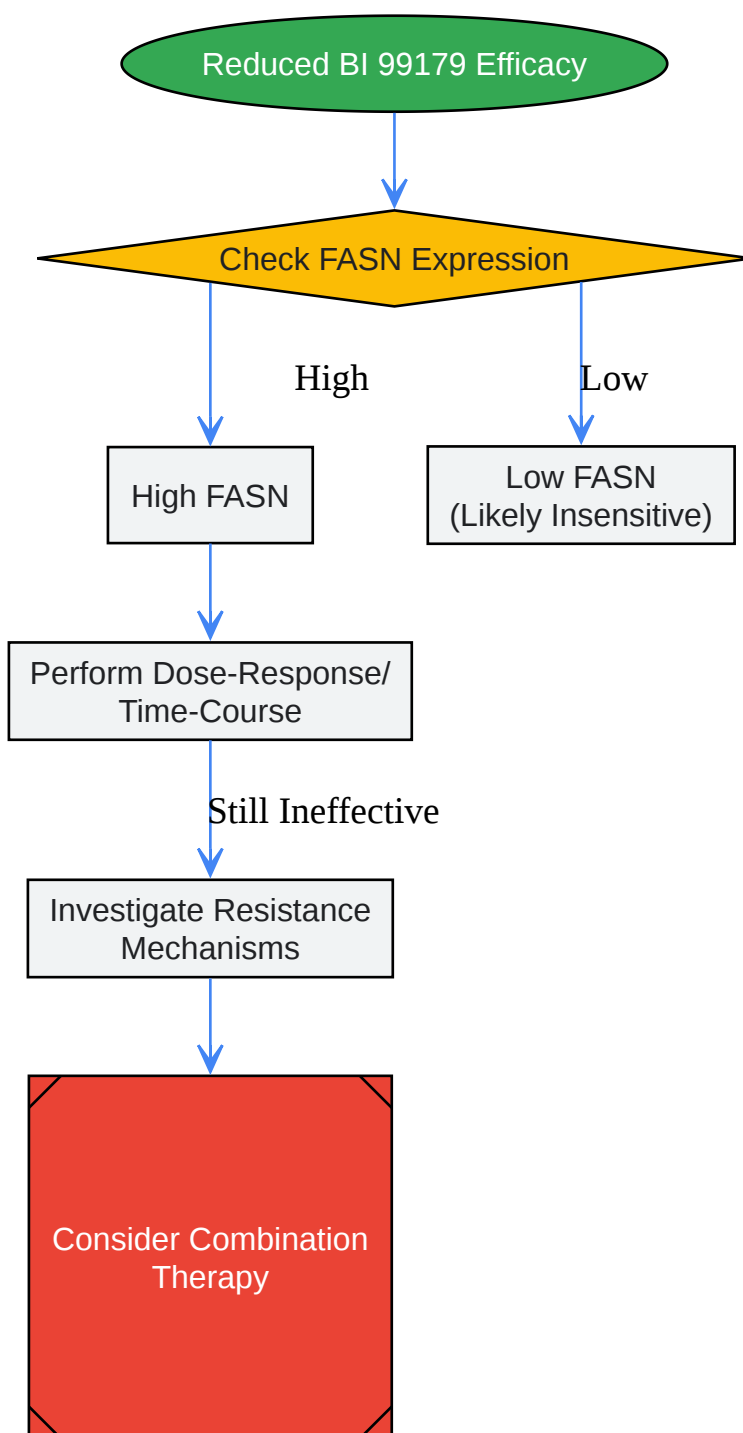 Reduced BI 99179 Efficacy
Check FASN Expression
High
Low
High FASN
Low FASN
(Likely Insensitive)
Perform Dose-Response/
Time-Course
Still Ineffective
Investigate Resistance
Mechanisms
Consider Combination
Therapy